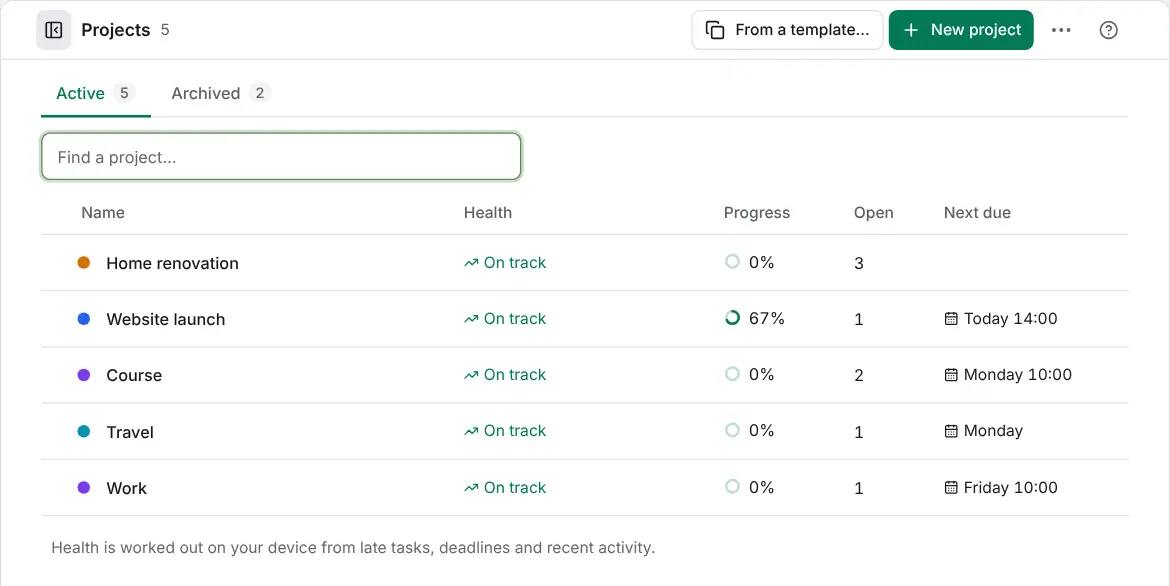 Projects 5 From a template... New project
Active 5 Archived 2
Find a project...
Name Health Progress Open Next due
Home renovation On track 0% 3
Website launch On track 67% 1 Today 14:00
Course On track 0% 2 Monday 10:00
Travel On track 0% 1 Monday
Work On track 0% 1 Friday 10:00
Health is worked out on your device from late tasks, deadlines and recent activity.